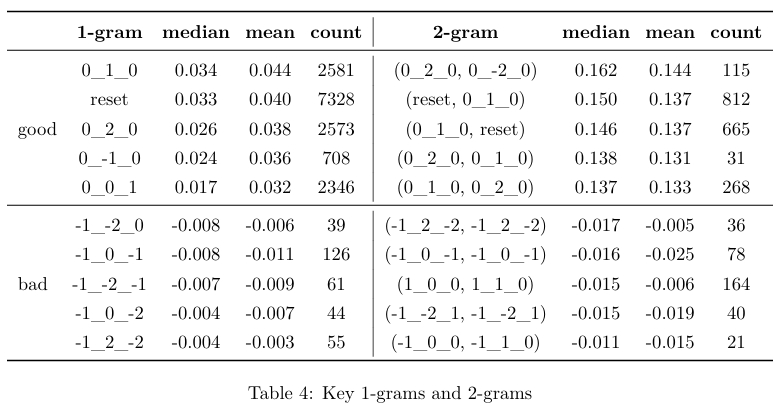 1-gram median mean count 2-gram median mean count
0_1_0 0.034 0.044 2581 (0_2_0, 0_-2_0) 0.162 0.144 115
reset 0.033 0.040 7328 (reset, 0_1_0) 0.150 0.137 812
good 0_2_0 0.026 0.038 2573 (0_1_0, reset) 0.146 0.137 665
0_-1_0 0.024 0.036 708 (0_2_0, 0_1_0) 0.138 0.131 31
0_0_1 0.017 0.032 2346 (0_1_0, 0_2_0) 0.137 0.133 268
-1_-2_0 -0.008 -0.006 39 (-1_2_-2, -1_2_-2) -0.017 -0.005 36
-1_0_-1 -0.008 -0.011 126 (-1_0_-1, -1_0_-1) -0.016 -0.025 78
bad -1_-2_-1 -0.007 -0.009 61 (1_0_0, 1_1_0) -0.015 -0.006 164
-1_0_-2 -0.004 -0.007 44 (-1_-2_1, -1_-2_1) -0.015 -0.019 40
-1_2_-2 -0.004 -0.003 55 (-1_0_0, -1_1_0) -0.011 -0.015 21
Table 4: Key 1-grams and 2-grams